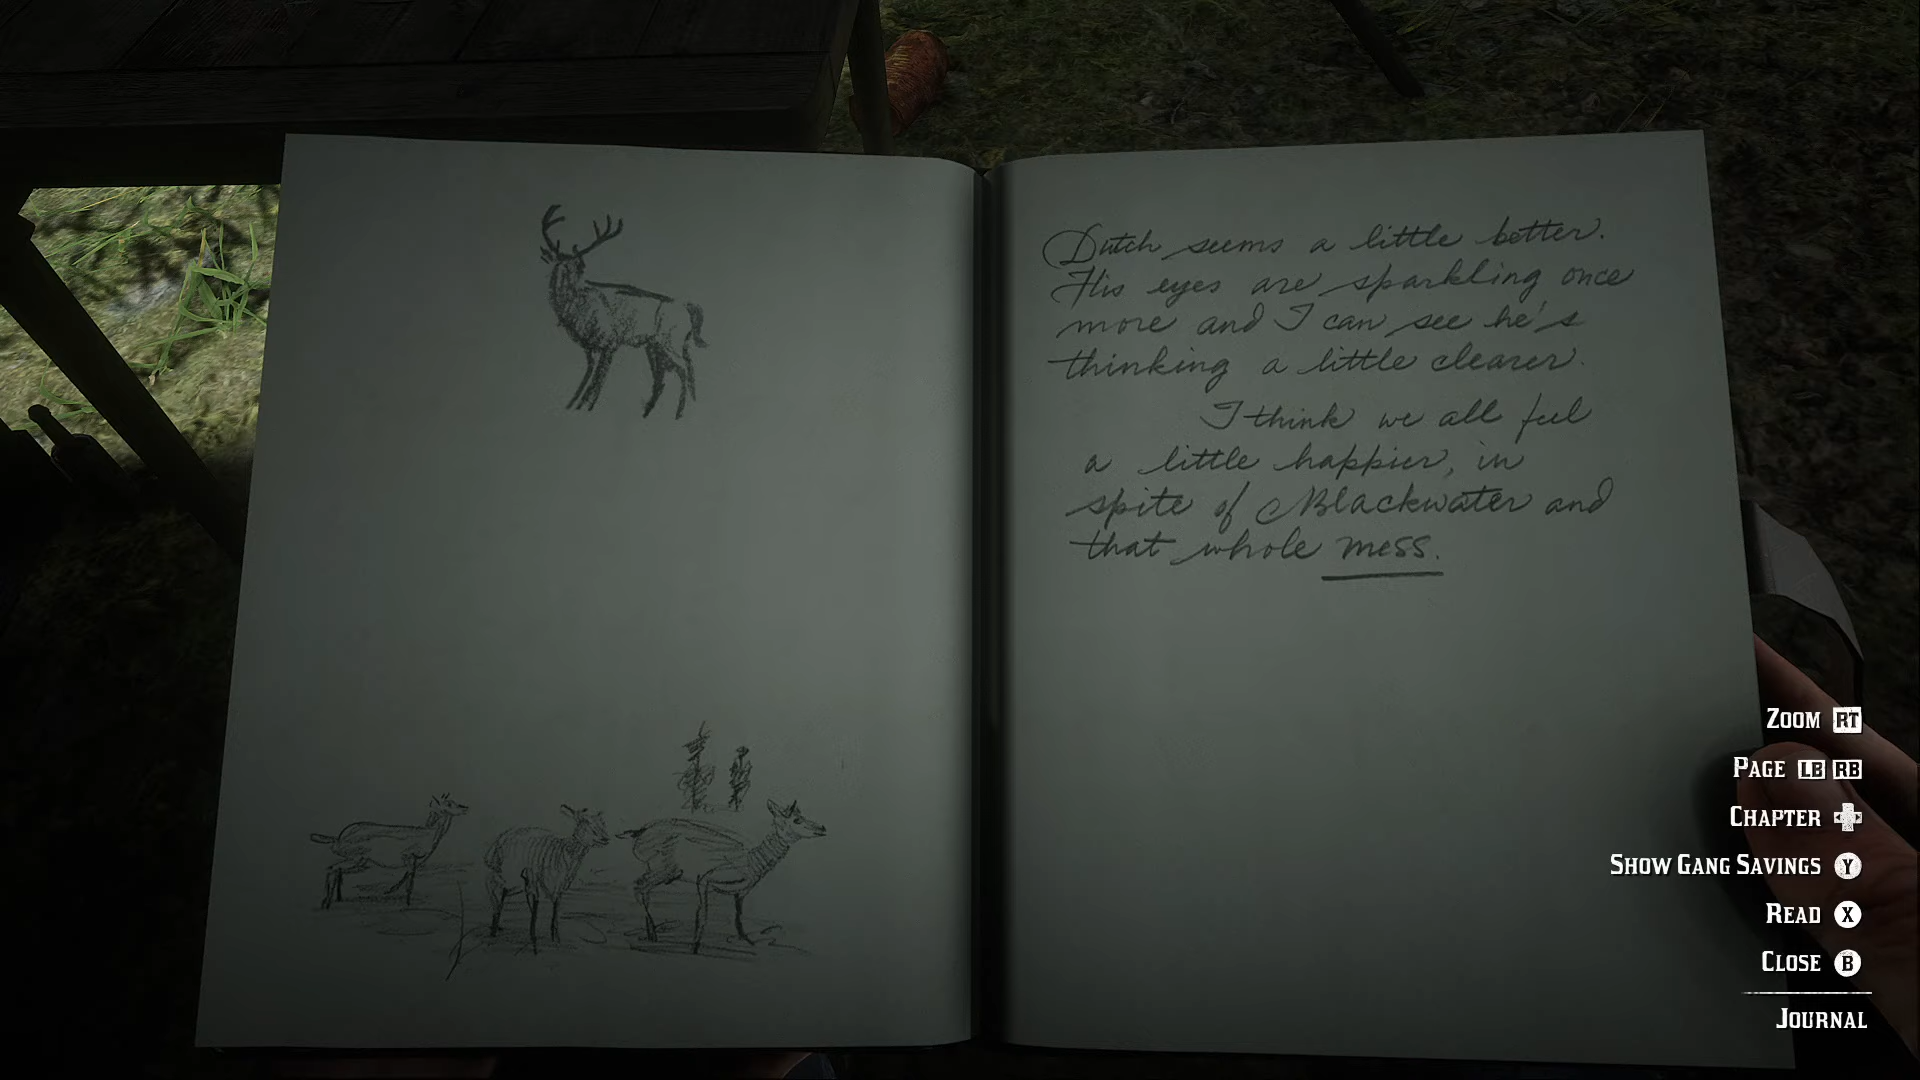 Dutch seems a little better.
His eyes are sparkling once
more and I can see he's
thinking a little clearer.
I think we all feel
a little happier, in
spite of Blackwater and
that whole mess.
ZOOM RT
PAGE LB RB
CHAPTER
SHOW GANG SAVINGS Y
READ X
CLOSE B
JOURNAL